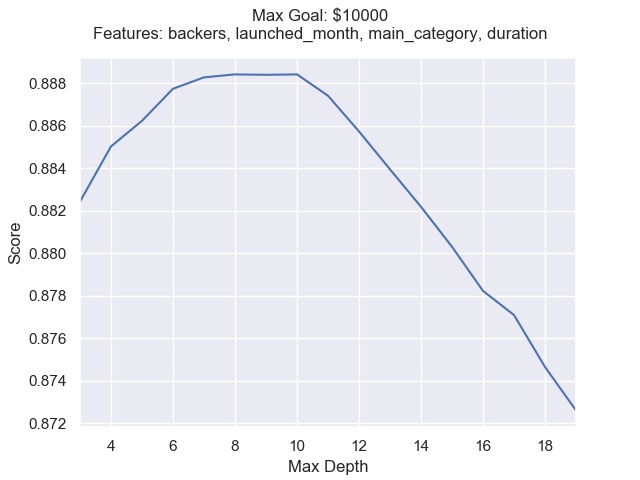 Max Goal: $10000
Features: backers, launched_month, main_category, duration
0.888
0.886
0.884
0.882
0.880
0.878
0.876
0.874
0.872
Score
4 6 8 10 12 14 16 18
Max Depth